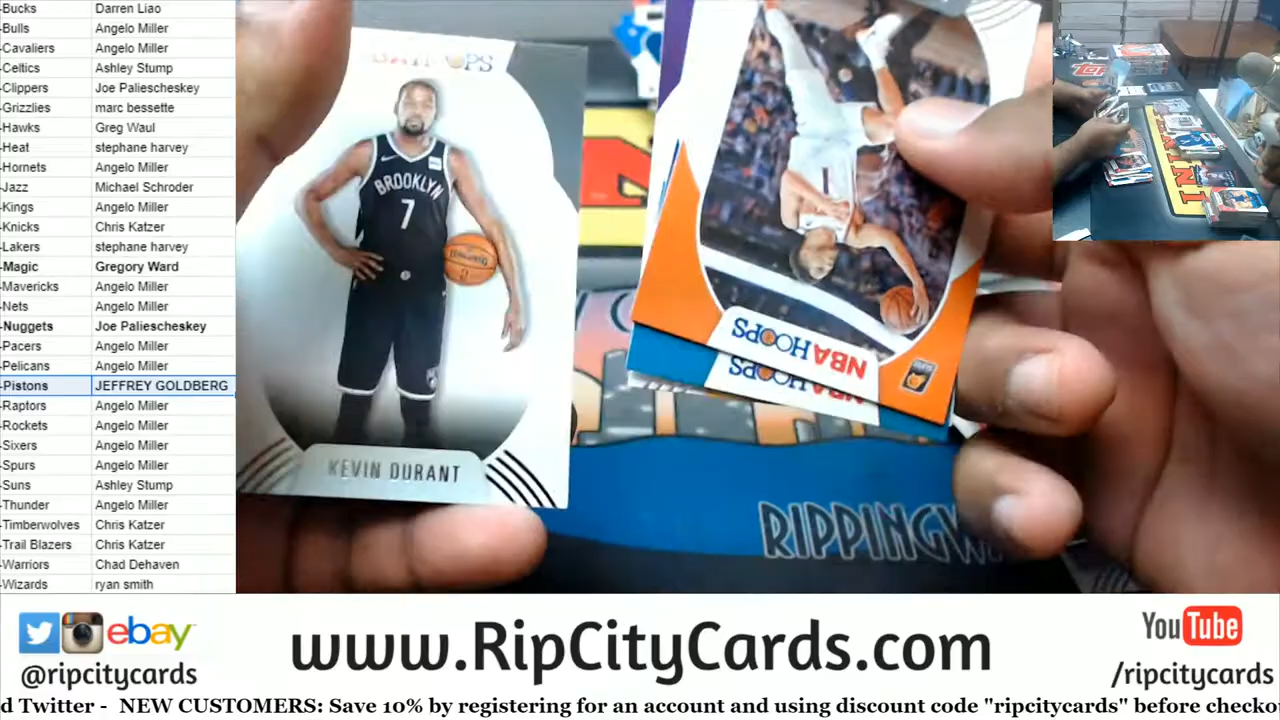 -Bucks Darren Liao
-Bulls Angelo Miller
-Cavaliers Angelo Miller
-Celtics Ashley Stump
-Clippers Joe Paliescheskey
-Grizzlies marc bessette
-Hawks Greg Waul
-Heat stephane harvey
-Hornets Angelo Miller
-Jazz Michael Schroder
-Kings Angelo Miller
-Knicks Chris Katzer
-Lakers stephane harvey
-Magic Gregory Ward
-Mavericks Angelo Miller
-Nets Angelo Miller
-Nuggets Joe Paliescheskey
-Pacers Angelo Miller
-Pelicans Angelo Miller
-Pistons JEFFREY GOLDBERG
-Raptors Angelo Miller
-Rockets Angelo Miller
-Sixers Angelo Miller
-Spurs Angelo Miller
-Suns Ashley Stump
-Thunder Angelo Miller
-Timberwolves Chris Katzer
-Trail Blazers Chris Katzer
-Warriors Chad Dehaven
-Wizards ryan smith
BROOKLYN
7
SPALDING
KEVIN DURANT
NBA HOOPS
NBA HOOPS
RIPPINGW
PANINI
ebay
@ripcitycards
www.RipCityCards.com
YouTube
/ripcitycards
d Twitter - NEW CUSTOMERS: Save 10% by registering for an account and using discount code "ripcitycards" before checko